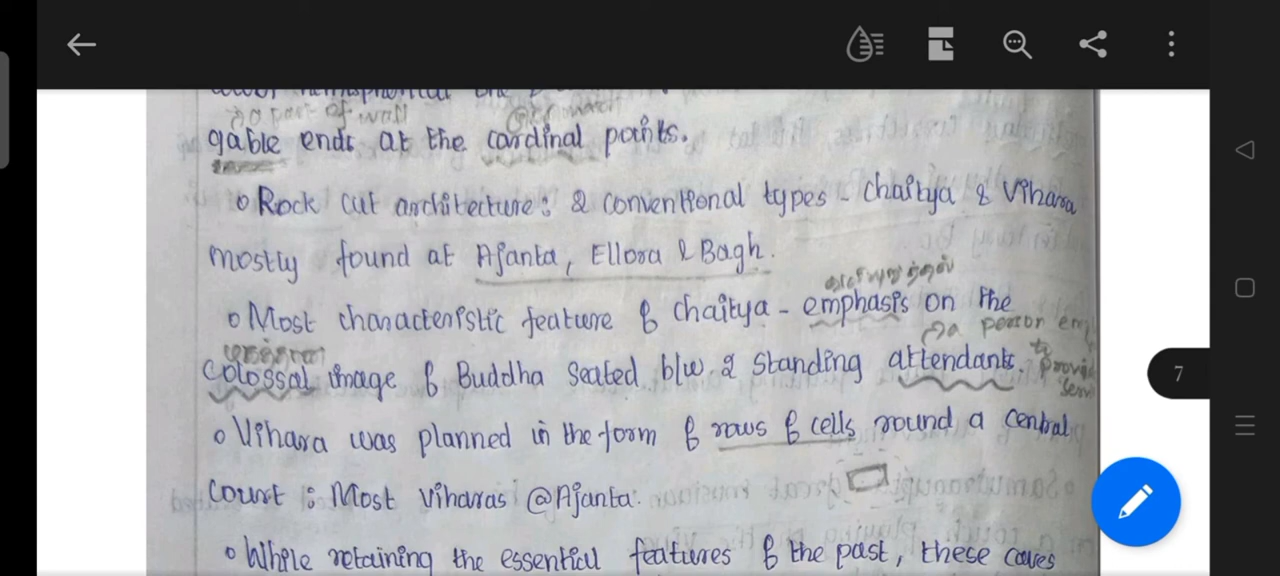 gable ends at the cardinal points.
o Rock cut architecture: 2 conventional types - Chaitya & Vihara
mostly found at Ajanta, Ellora & Bagh.
o Most characteristic feature of chaitya - emphasis on the
a person
colossal image of Buddha seated b/w 2 standing attendants.
to
o Vihara was planned in the form of rows of cells round a central
court : Most Viharas @Ajanta.
o While retaining the essential features of the past, these caves
7